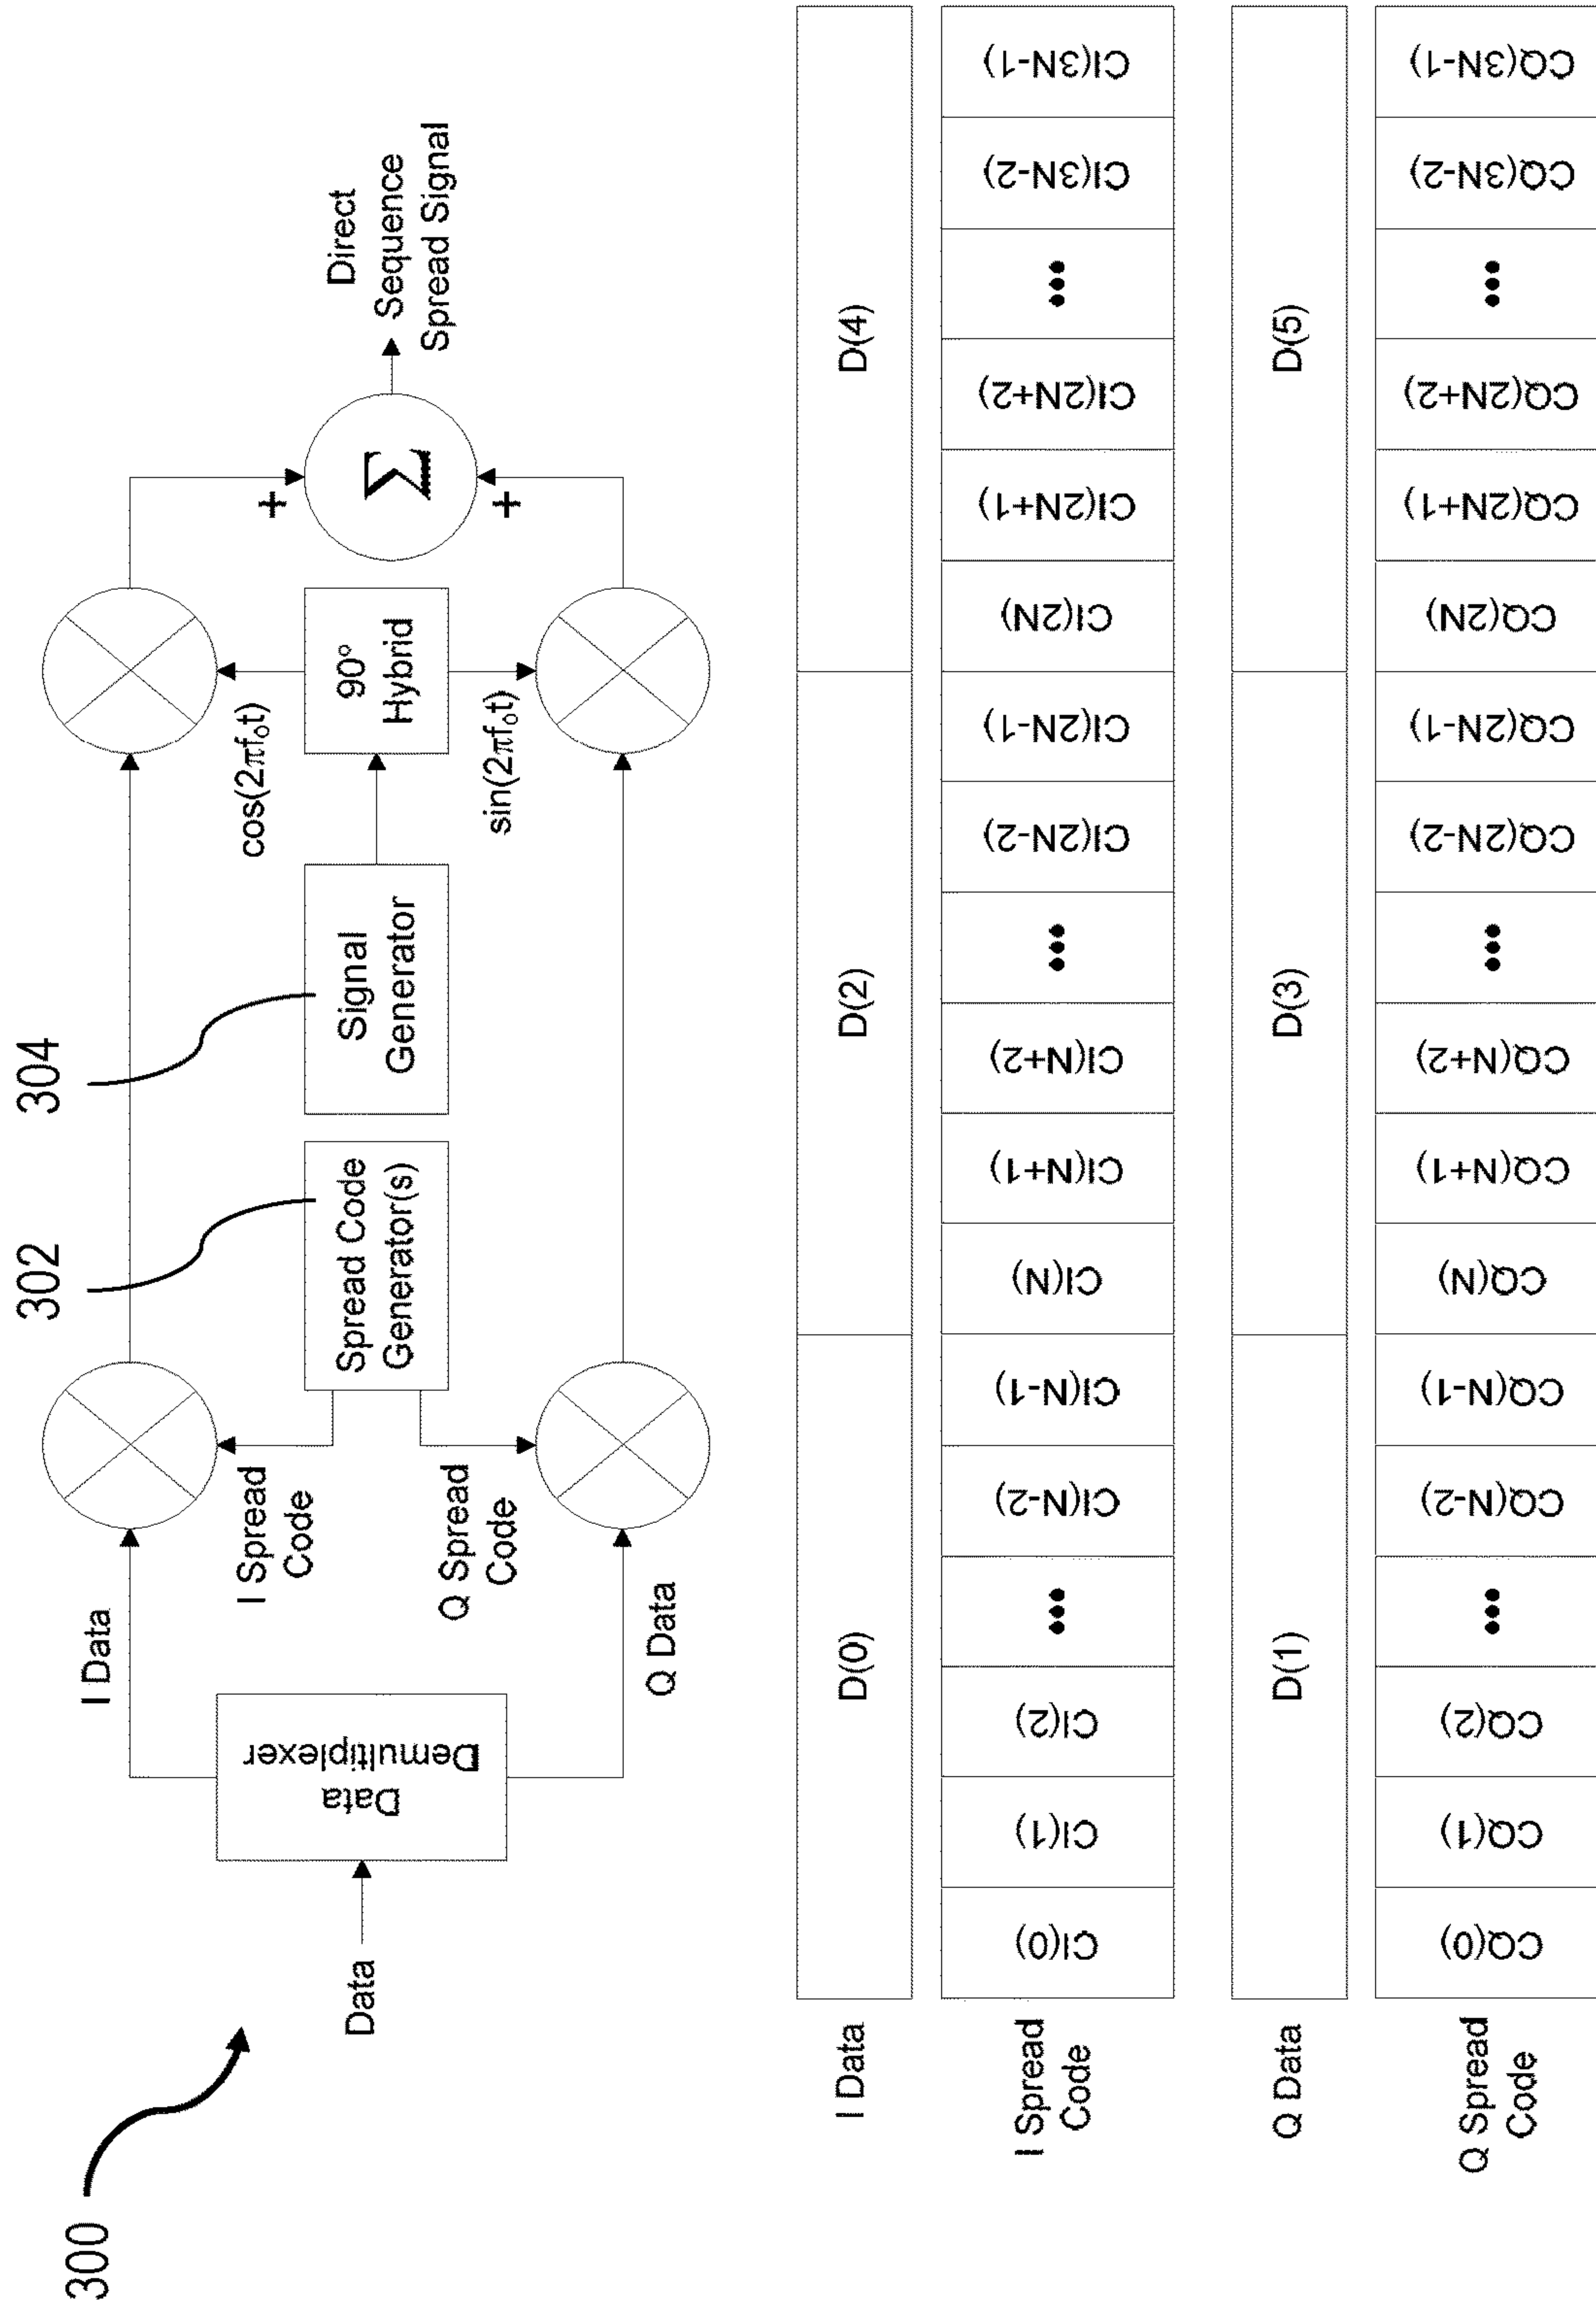 300
302
304
Data
Data
Demultiplexer
I Data
Q Data
I Spread
Code
Q Spread
Code
Spread Code
Generator(s)
Signal
Generator
cos(2πf₀t)
sin(2πf₀t)
90°
Hybrid
+
+
Σ
Direct
Sequence
Spread Signal
I Data
D(0)
D(2)
D(4)
I Spread
Code
CI(0)
CI(1)
CI(2)
•••
CI(N-2)
CI(N-1)
CI(N)
CI(N+1)
CI(N+2)
•••
CI(2N-2)
CI(2N-1)
CI(2N)
CI(2N+1)
CI(2N+2)
•••
CI(3N-2)
CI(3N-1)
Q Data
D(1)
D(3)
D(5)
Q Spread
Code
CQ(0)
CQ(1)
CQ(2)
•••
CQ(N-2)
CQ(N-1)
CQ(N)
CQ(N+1)
CQ(N+2)
•••
CQ(2N-2)
CQ(2N-1)
CQ(2N)
CQ(2N+1)
CQ(2N+2)
•••
CQ(3N-2)
CQ(3N-1)